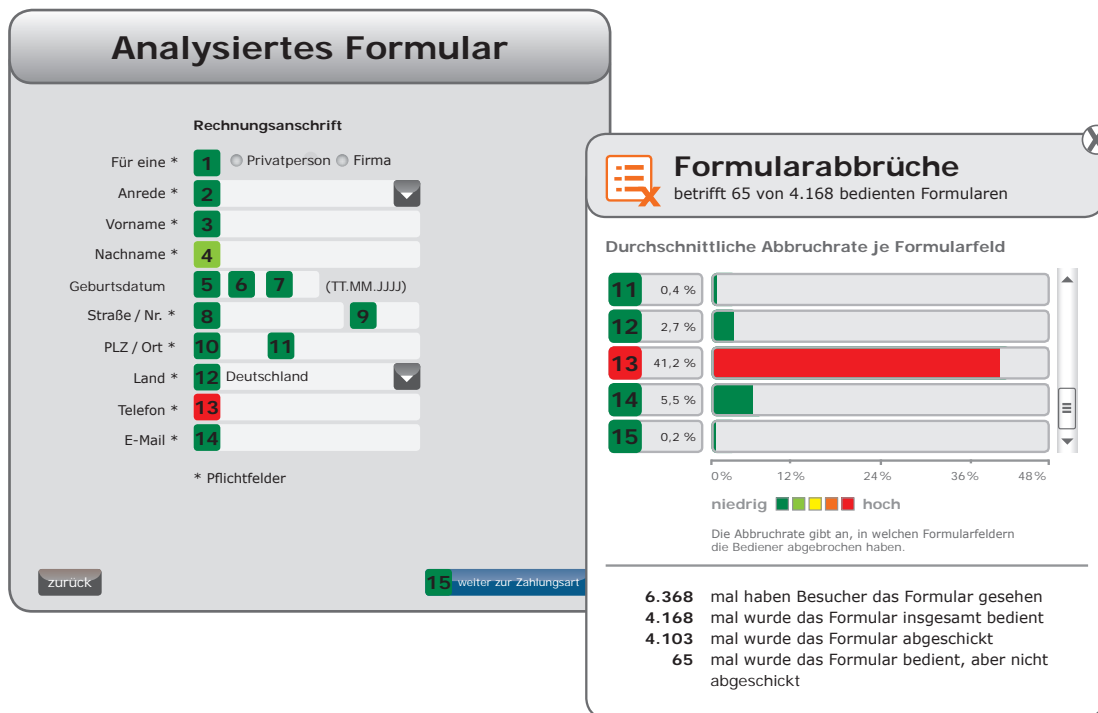 Analysiertes Formular
Rechnungsanschrift
Für eine * 1 Privatperson Firma
Anrede * 2
Vorname * 3
Nachname * 4
Geburtsdatum 5 6 7 (TT.MM.JJJJ)
Straße / Nr. * 8 9
PLZ / Ort * 10 11
Land * 12 Deutschland
Telefon * 13
E-Mail * 14
* Pflichtfelder
zurück
15 weiter zur Zahlungsart
X
Formularabbrüche
betrifft 65 von 4.168 bedienten Formularen
Durchschnittliche Abbruchrate je Formularfeld
11 0,4 %
12 2,7 %
13 41,2 %
14 5,5 %
15 0,2 %
0% 12% 24% 36% 48%
niedrig hoch
Die Abbruchrate gibt an, in welchen Formularfeldern
die Bediener abgebrochen haben.
6.368 mal haben Besucher das Formular gesehen
4.168 mal wurde das Formular insgesamt bedient
4.103 mal wurde das Formular abgeschickt
65 mal wurde das Formular bedient, aber nicht
abgeschickt